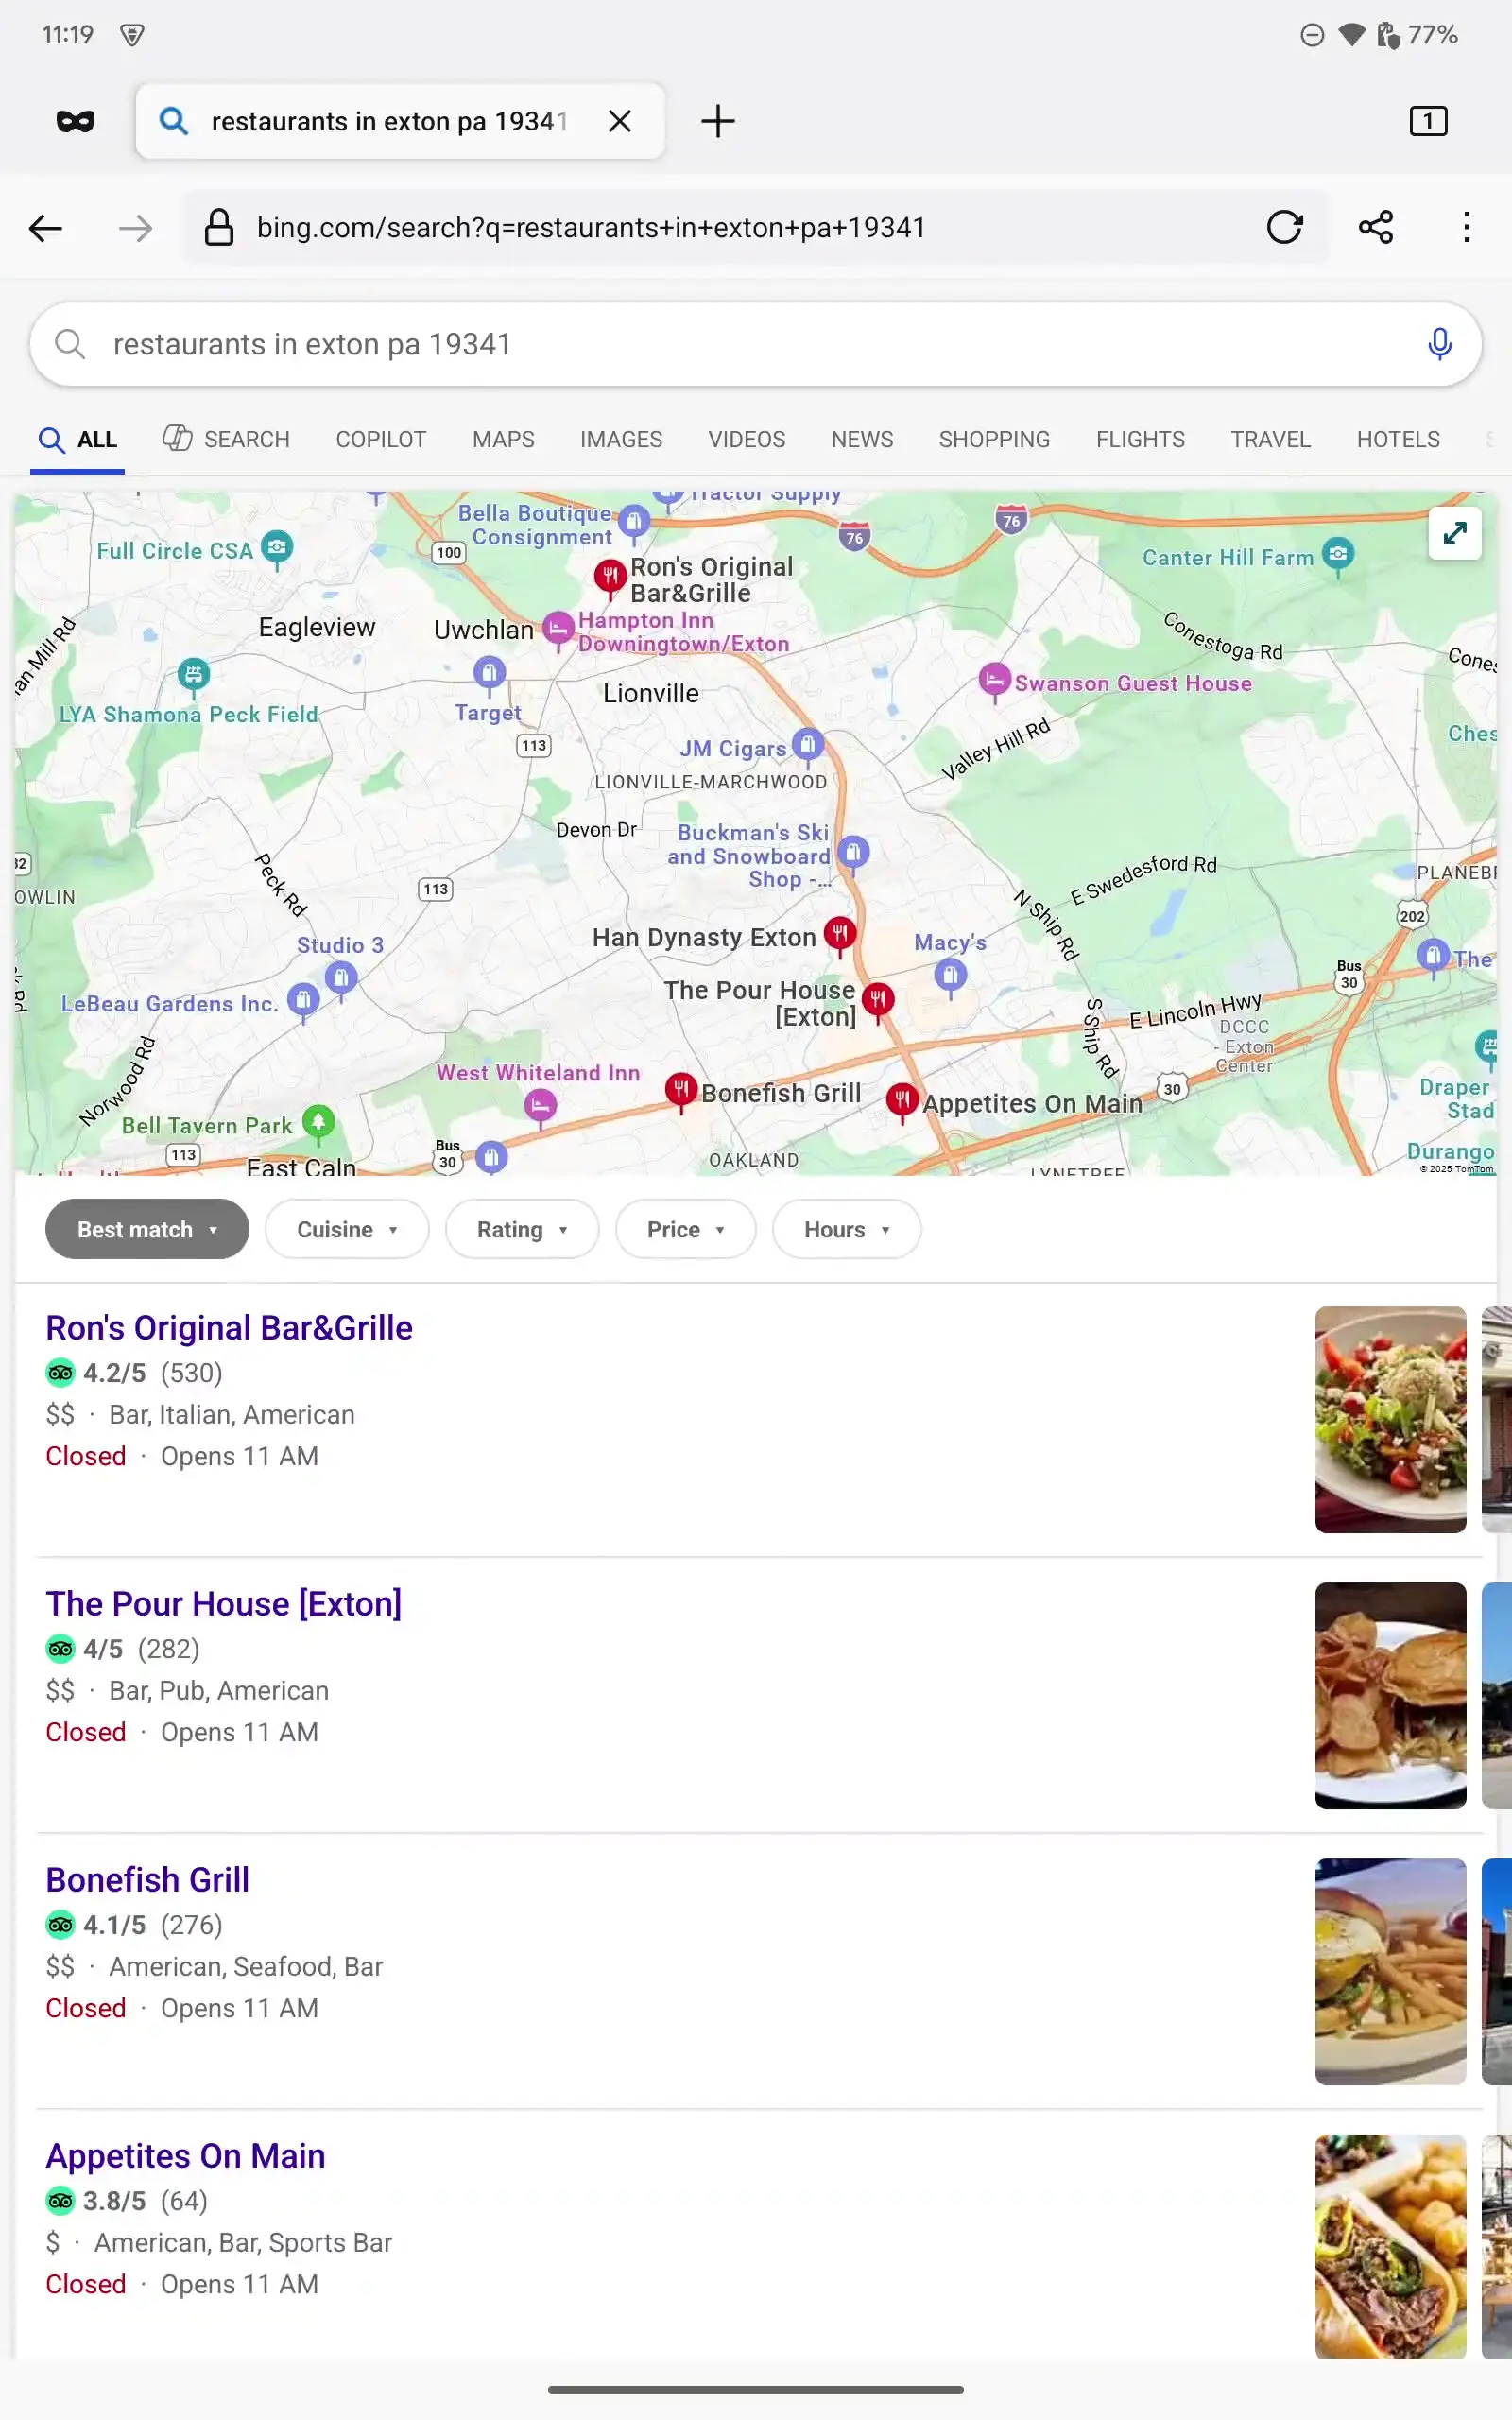 11:19
77%
restaurants in exton pa 19341
1
bing.com/search?q=restaurants+in+exton+pa+19341
restaurants in exton pa 19341
ALL SEARCH COPILOT MAPS IMAGES VIDEOS NEWS SHOPPING FLIGHTS TRAVEL HOTELS
Tractor Supply
Bella Boutique
Consignment
76
76
Full Circle CSA
100
Canter Hill Farm
Ron's Original
Bar&Grille
Eagleview
Uwchlan
Hampton Inn
Downingtown/Exton
Conestoga Rd
Lionville
Swanson Guest House
LYA Shamona Peck Field
Target
113
JM Cigars
Valley Hill Rd
LIONVILLE-MARCHWOOD
Devon Dr
Buckman's Ski
and Snowboard
Shop -...
Peck Rd
113
E Swedesford Rd
N Ship Rd
202
Studio 3
Han Dynasty Exton
Macy's
The
Bus
30
LeBeau Gardens Inc.
The Pour House
[Exton]
E Lincoln Hwy
S Ship Rd
DCCC
- Exton
Center
Norwood Rd
West Whiteland Inn
Bonefish Grill
Appetites On Main
30
Draper
Stad
Bell Tavern Park
113
East Caln
Bus
30
OAKLAND
LYNETREE
Durango
© 2025 TomTom
Best match Cuisine Rating Price Hours
Ron's Original Bar&Grille
4.2/5 (530)
$$ · Bar, Italian, American
Closed · Opens 11 AM
The Pour House [Exton]
4/5 (282)
$$ · Bar, Pub, American
Closed · Opens 11 AM
Bonefish Grill
4.1/5 (276)
$$ · American, Seafood, Bar
Closed · Opens 11 AM
Appetites On Main
3.8/5 (64)
$ · American, Bar, Sports Bar
Closed · Opens 11 AM